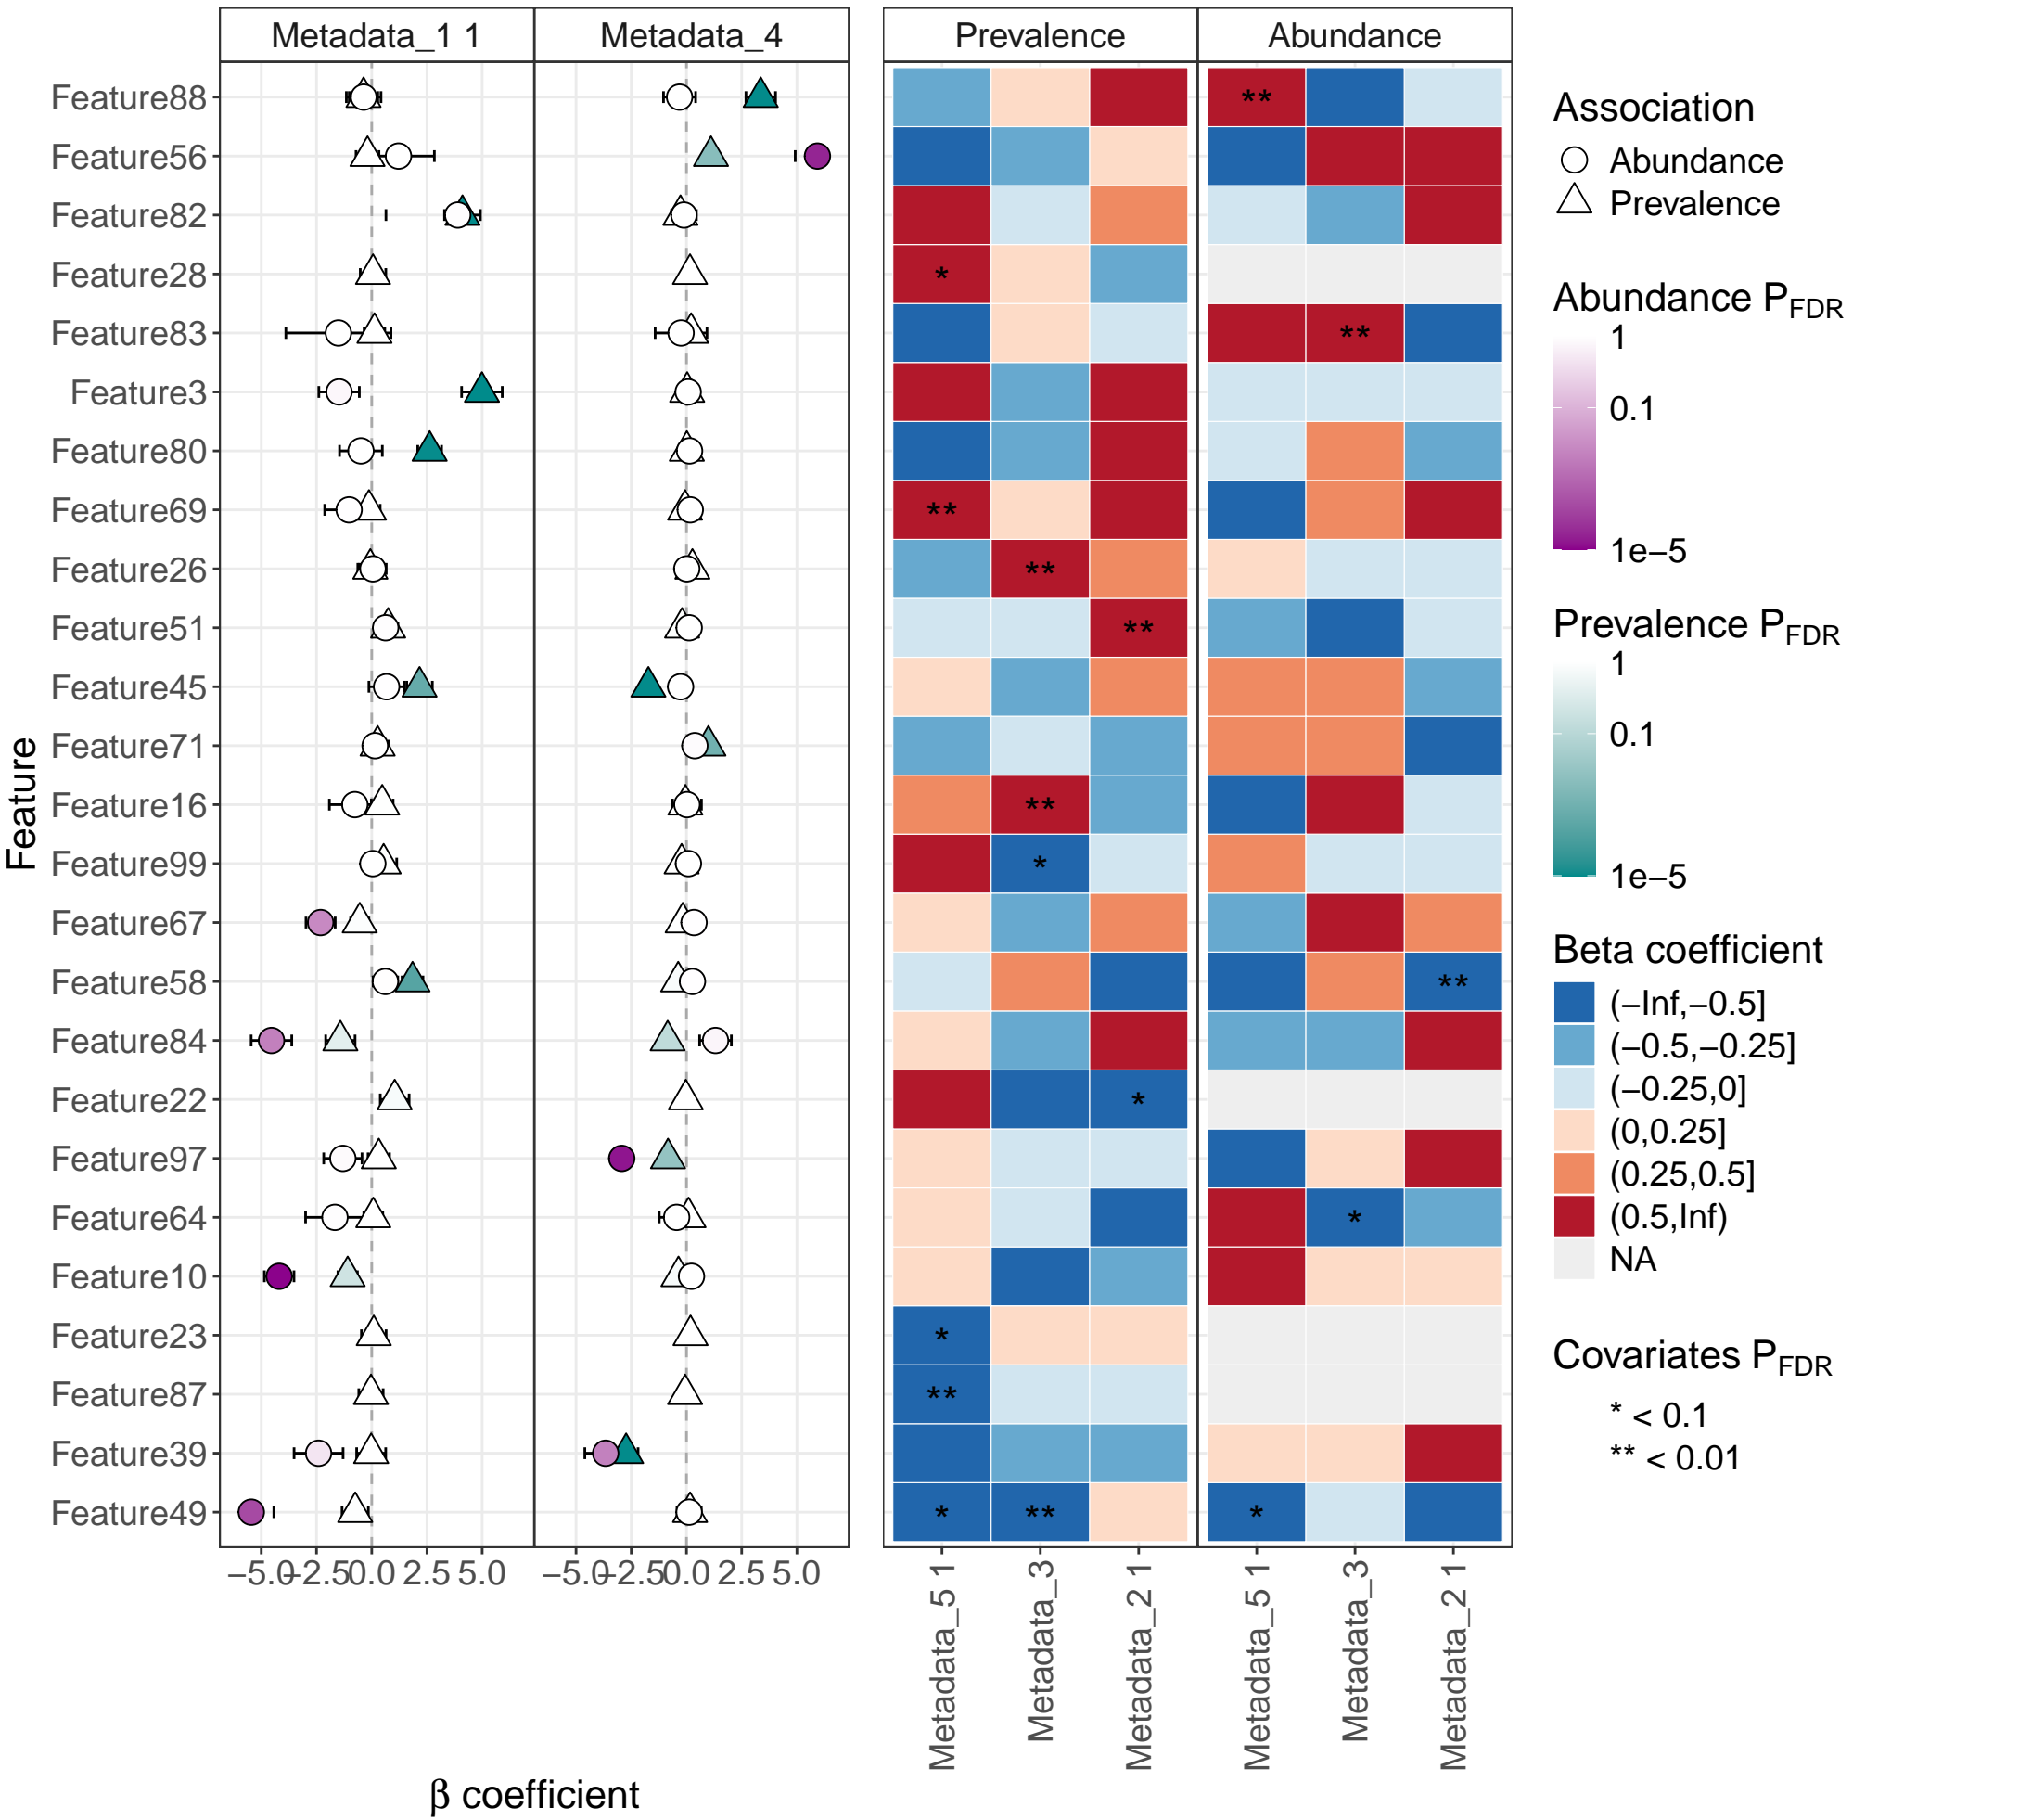 Metadata_1 1
Metadata_4
Prevalence
Abundance
Feature
Feature88
Feature56
Feature82
Feature28
Feature83
Feature3
Feature80
Feature69
Feature26
Feature51
Feature45
Feature71
Feature16
Feature99
Feature67
Feature58
Feature84
Feature22
Feature97
Feature64
Feature10
Feature23
Feature87
Feature39
Feature49
**
*
**
**
**
**
**
*
**
*
*
*
**
* ** *
−5.0 −2.5 0.0 2.5 5.0
−5.0 −2.5 0.0 2.5 5.0
β coefficient
Metadata_5 1
Metadata_3
Metadata_2 1
Metadata_5 1
Metadata_3
Metadata_2 1
Association
Abundance
Prevalence
Abundance PFDR
1
0.1
1e−5
Prevalence PFDR
1
0.1
1e−5
Beta coefficient
(−Inf,−0.5]
(−0.5,−0.25]
(−0.25,0]
(0,0.25]
(0.25,0.5]
(0.5,Inf)
NA
Covariates PFDR
* < 0.1
** < 0.01